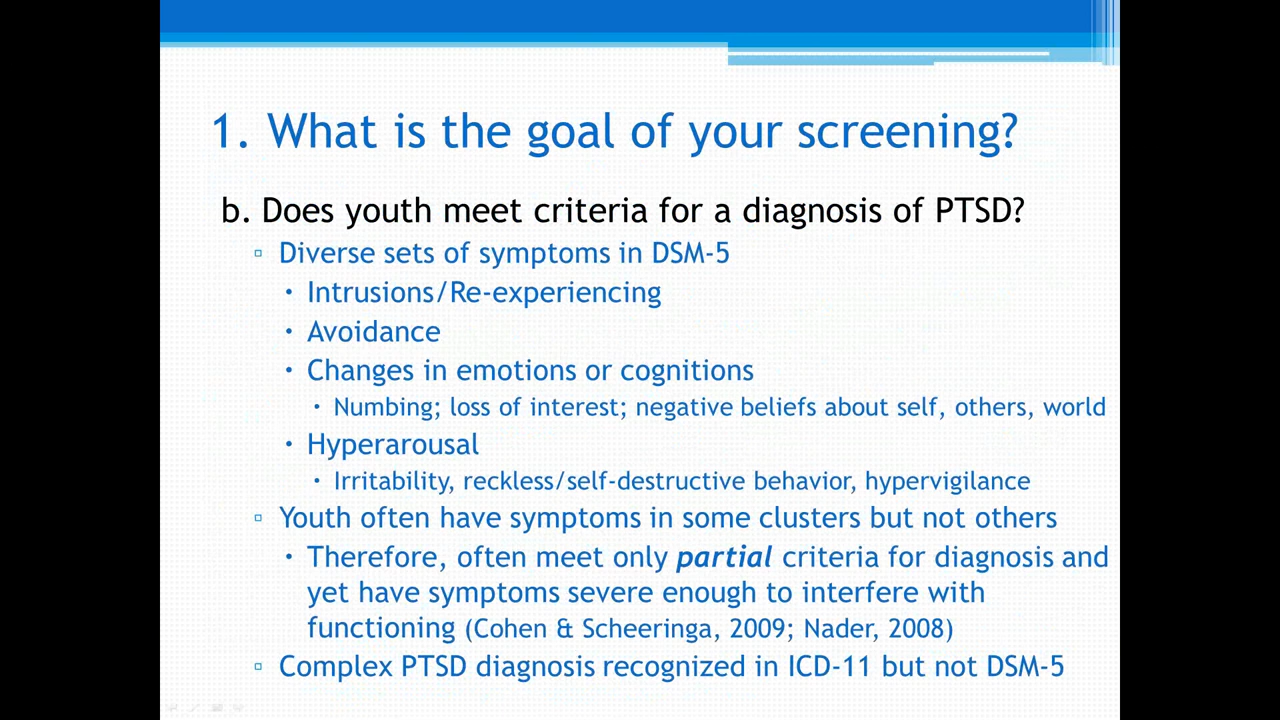 1. What is the goal of your screening?
b. Does youth meet criteria for a diagnosis of PTSD?
▫ Diverse sets of symptoms in DSM-5
• Intrusions/Re-experiencing
• Avoidance
• Changes in emotions or cognitions
• Numbing; loss of interest; negative beliefs about self, others, world
• Hyperarousal
• Irritability, reckless/self-destructive behavior, hypervigilance
▫ Youth often have symptoms in some clusters but not others
• Therefore, often meet only partial criteria for diagnosis and
yet have symptoms severe enough to interfere with
functioning (Cohen & Scheeringa, 2009; Nader, 2008)
▫ Complex PTSD diagnosis recognized in ICD-11 but not DSM-5